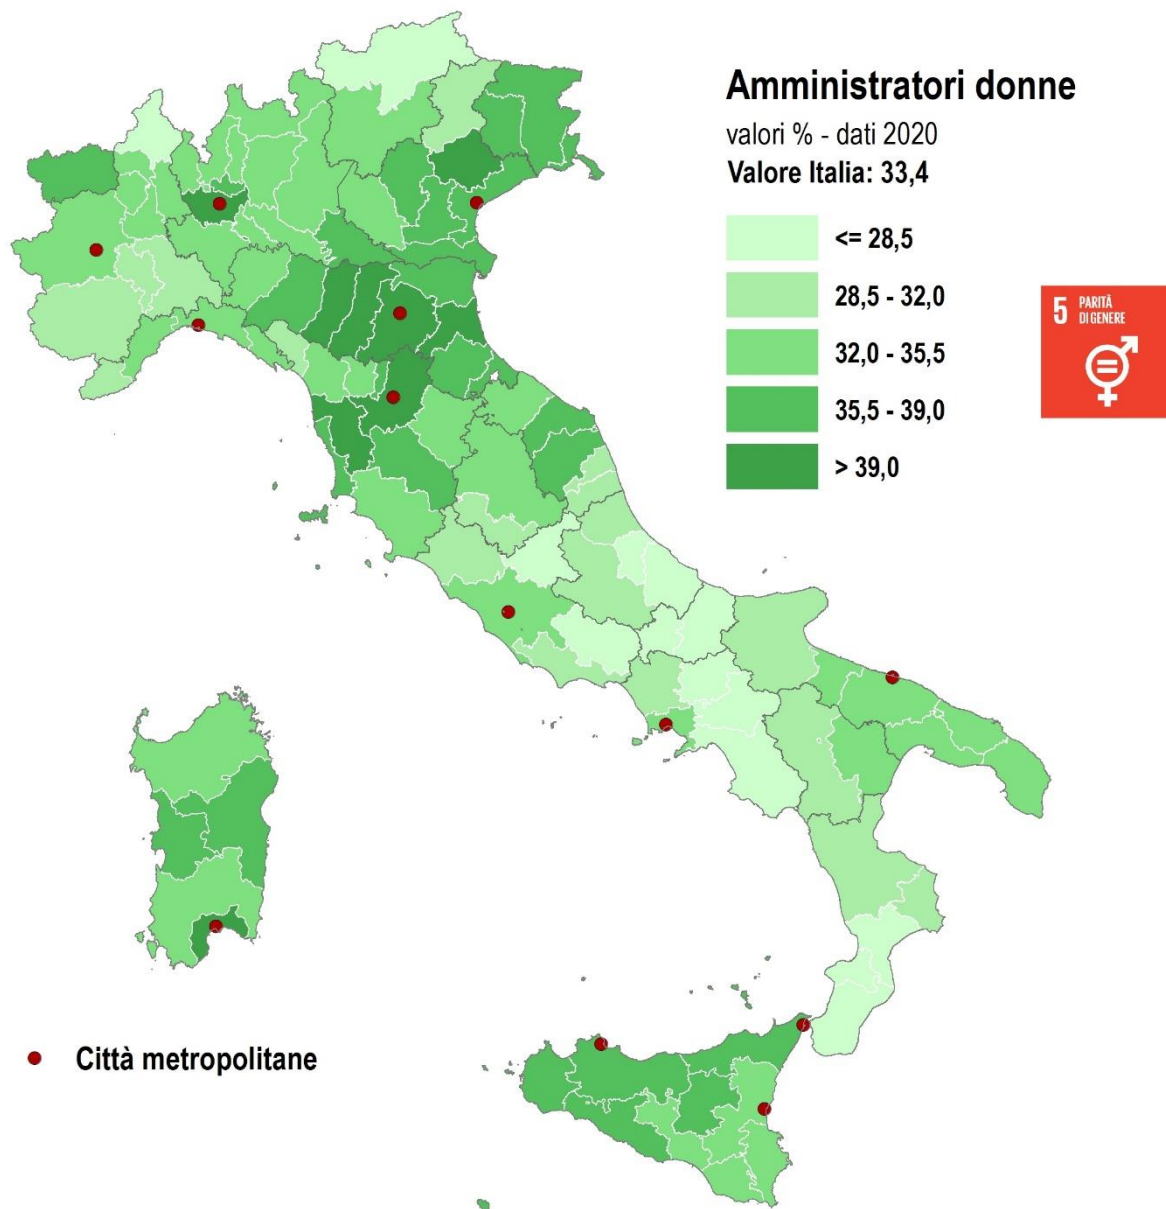 Amministratori donne
valori % - dati 2020
Valore Italia: 33,4
<= 28,5
28,5 - 32,0
32,0 - 35,5
35,5 - 39,0
> 39,0
5 PARITÀ
DI GENERE
Città metropolitane